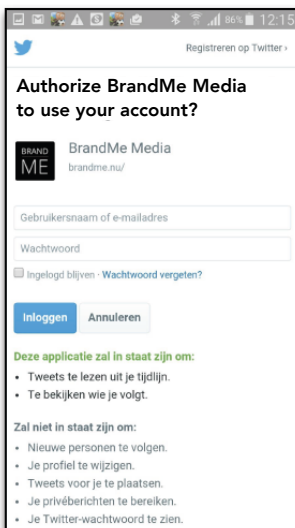 86% 12:15
Registreren op Twitter ›
Authorize BrandMe Media
to use your account?
BRAND
ME
BrandMe Media
brandme.nu/
Gebruikersnaam of e-mailadres
Wachtwoord
Ingelogd blijven · Wachtwoord vergeten?
Inloggen Annuleren
Deze applicatie zal in staat zijn om:
• Tweets te lezen uit je tijdlijn.
• Te bekijken wie je volgt.
Zal niet in staat zijn om:
• Nieuwe personen te volgen.
• Je profiel te wijzigen.
• Tweets voor je te plaatsen.
• Je privéberichten te bereiken.
• Je Twitter-wachtwoord te zien.